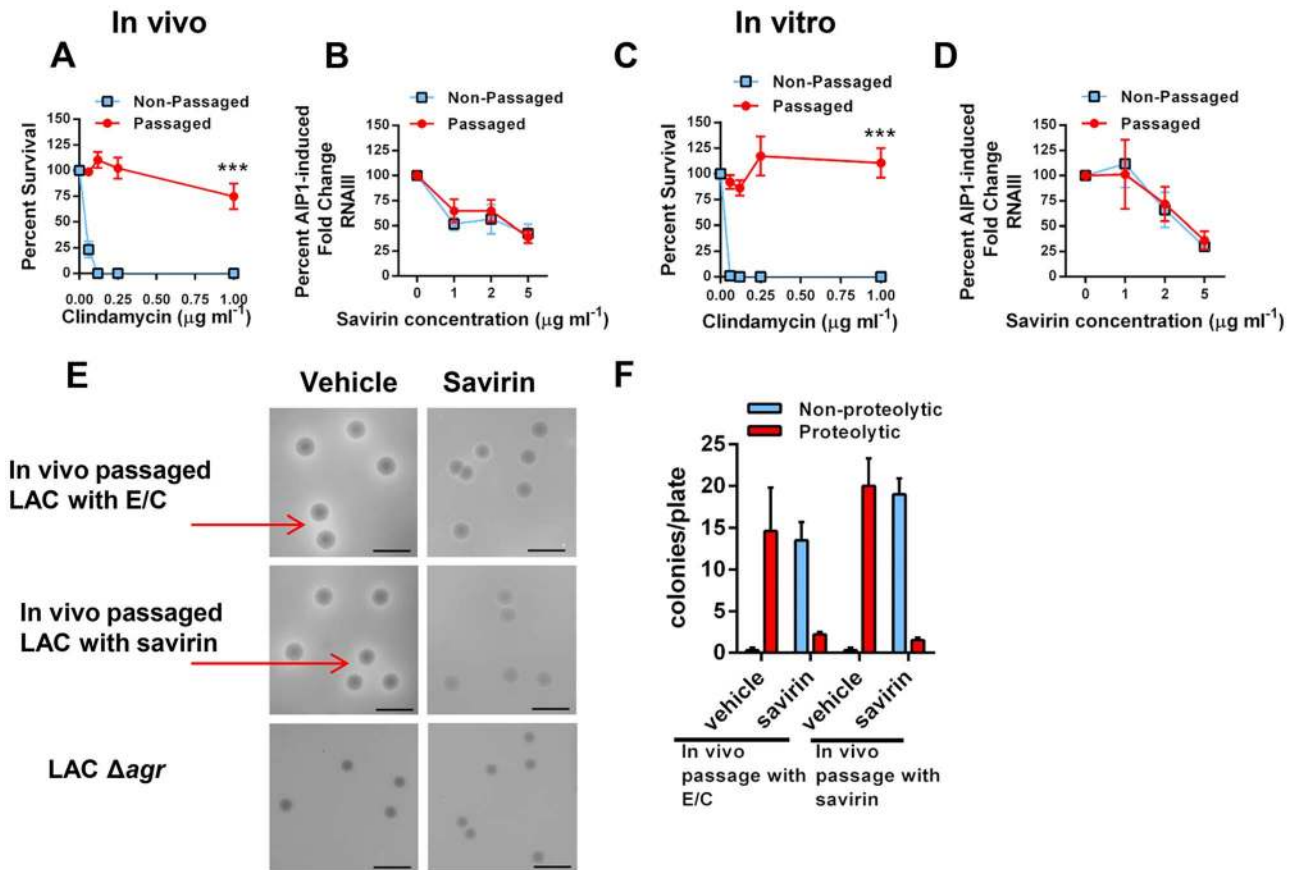 In vivo
In vitro
A
Non-Passaged
Passaged
Percent Survival
150
125
100
75
50
25
0
***
0.00 0.25 0.50 0.75 1.00
Clindamycin (μg ml⁻¹)
B
Non-Passaged
Passaged
Percent AIP1-induced
Fold Change
RNAIII
150
125
100
75
50
25
0
0 1 2 5
Savirin concentration (μg ml⁻¹)
C
Non-Passaged
Passaged
Percent Survival
150
125
100
75
50
25
0
***
0.00 0.25 0.50 0.75 1.00
Clindamycin (μg ml⁻¹)
D
Non-Passaged
Passaged
Percent AIP1-induced
Fold Change
RNAIII
150
125
100
75
50
25
0
0 1 2 5
Savirin concentration (μg ml⁻¹)
E
Vehicle Savirin
In vivo passaged
LAC with E/C
In vivo passaged
LAC with savirin
LAC Δagr
F
Non-proteolytic
Proteolytic
colonies/plate
25
20
15
10
5
0
vehicle
savirin
vehicle
savirin
In vivo
passage with
E/C
In vivo
passage with
savirin